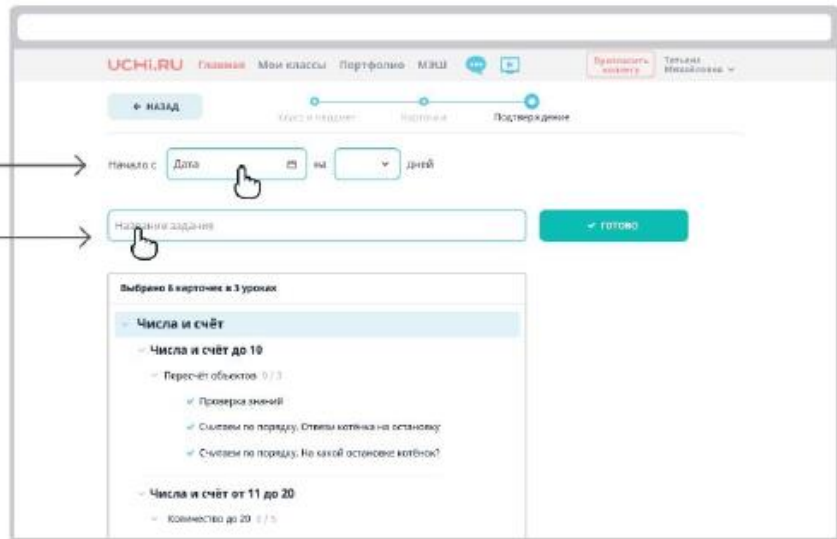 UCHi.RU Главная Мои классы Портфолио МЭШ Пригласить коллегу Татьяна Михайловна
← НАЗАД Класс и предмет Карточки Подтверждение
Начало с Дата на дней
Название задания ✓ ГОТОВО
Выбрано 6 карточек в 3 уроках
Числа и счёт
Числа и счёт до 10
Пересчёт объектов / 3
✓ Проверка знаний
✓ Считаем по порядку. Отвези котёнка на остановку
✓ Считаем по порядку. На какой остановке котёнок?
Числа и счёт от 11 до 20
Количество до 20 / 5